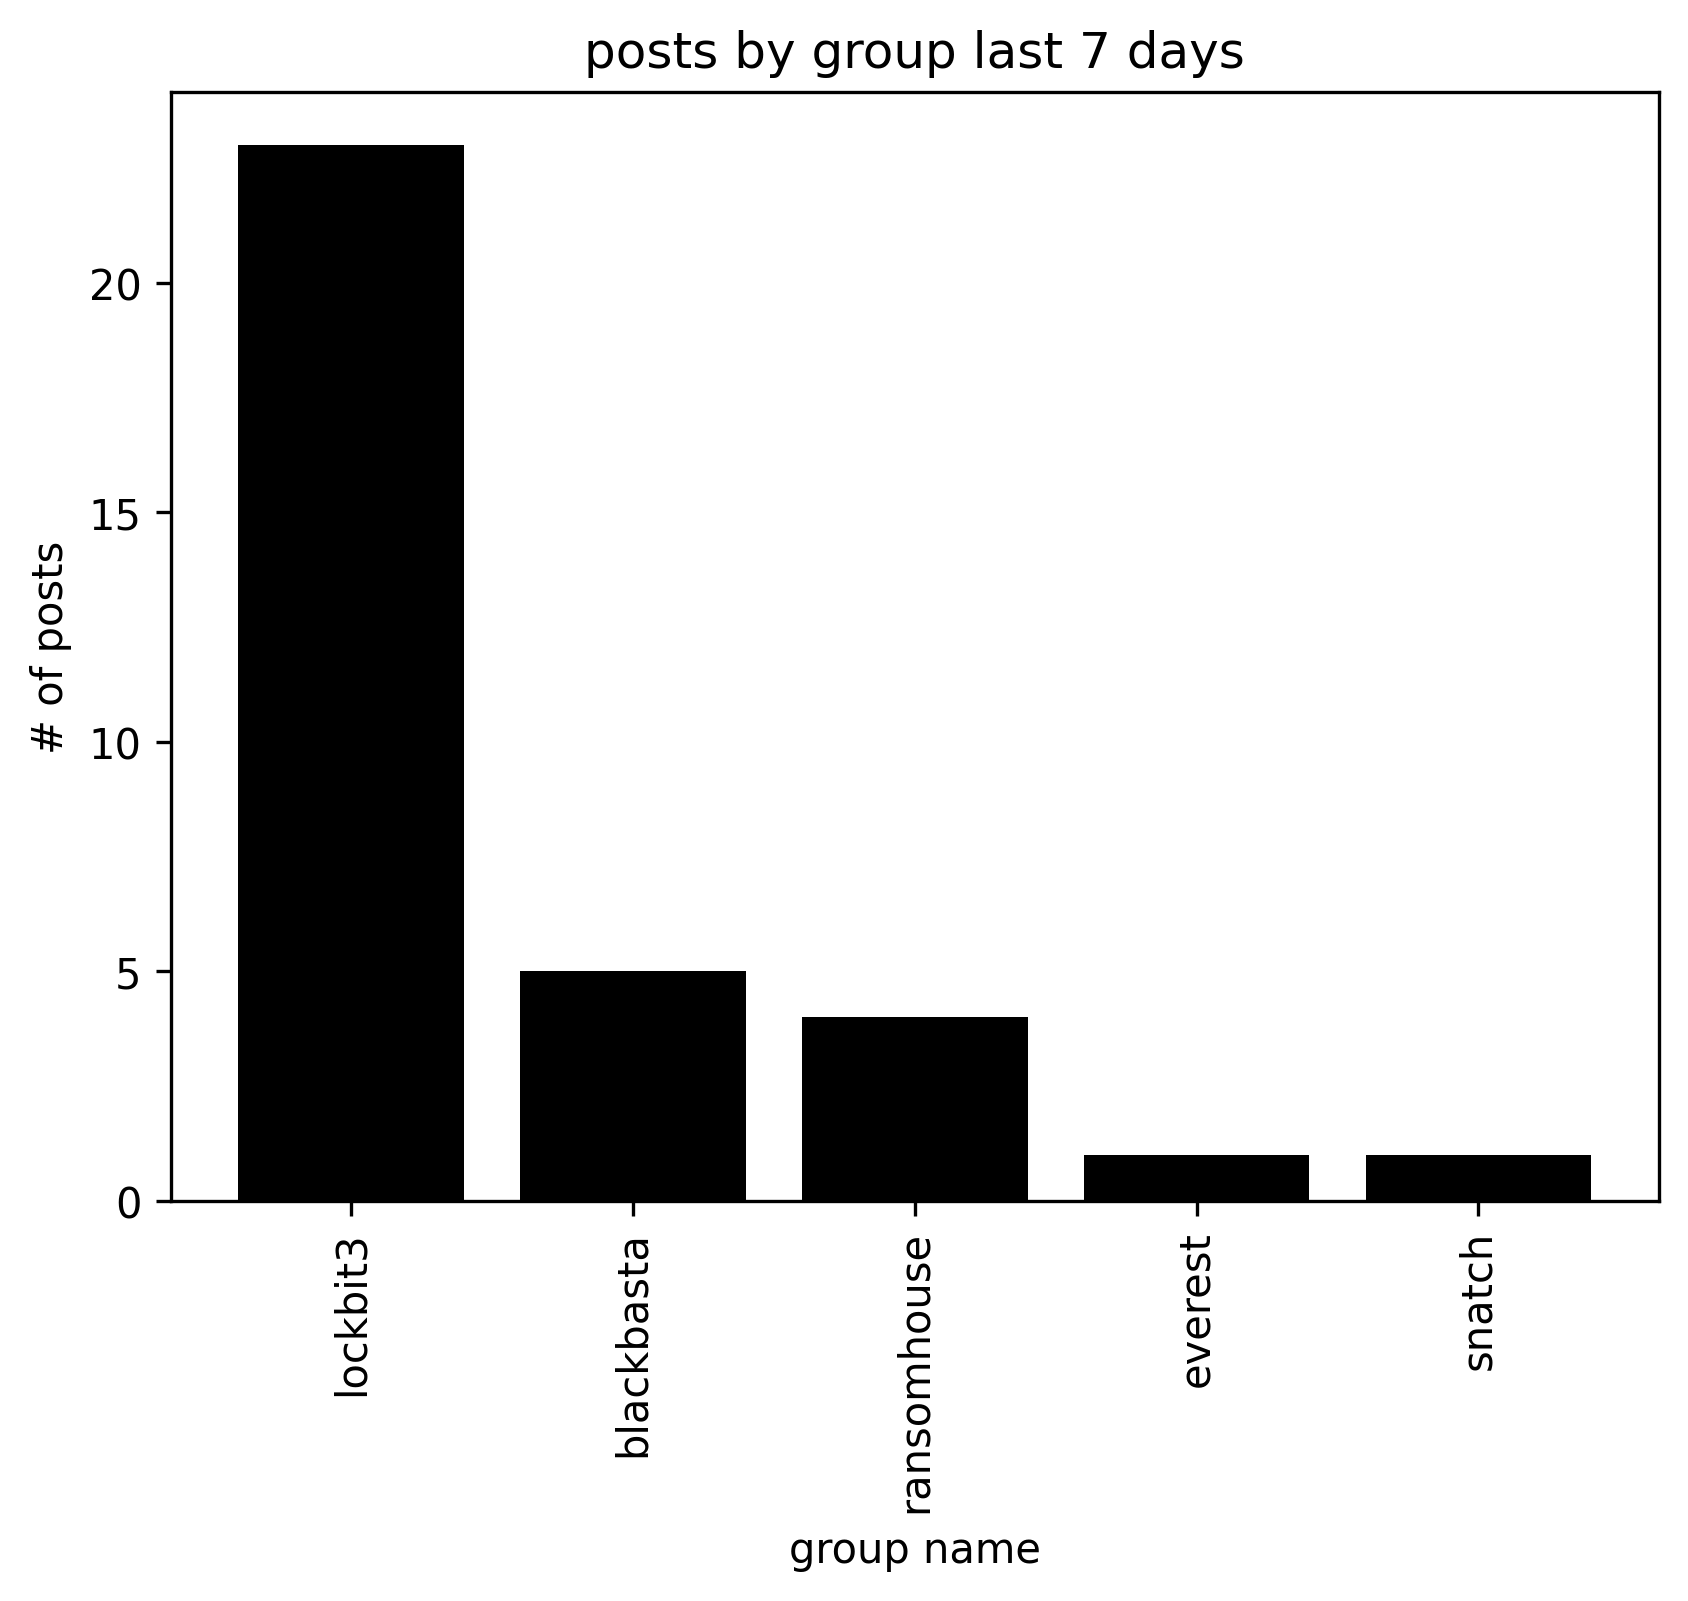 posts by group last 7 days
# of posts
20
15
10
5
0
lockbit3
blackbasta
ransomhouse
everest
snatch
group name